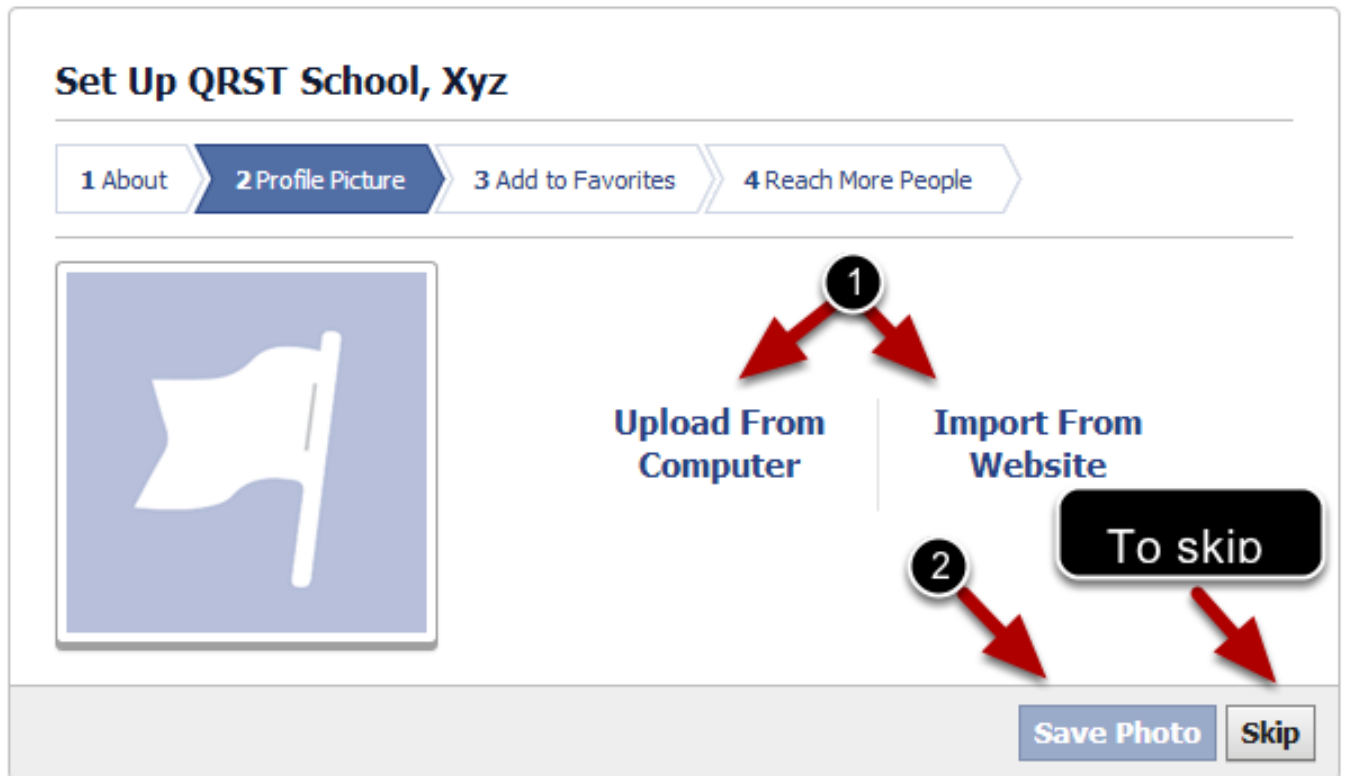 Set Up QRST School, Xyz
1 About 2 Profile Picture 3 Add to Favorites 4 Reach More People
1
Upload From Import From
Computer Website
To skip
2
Save Photo Skip